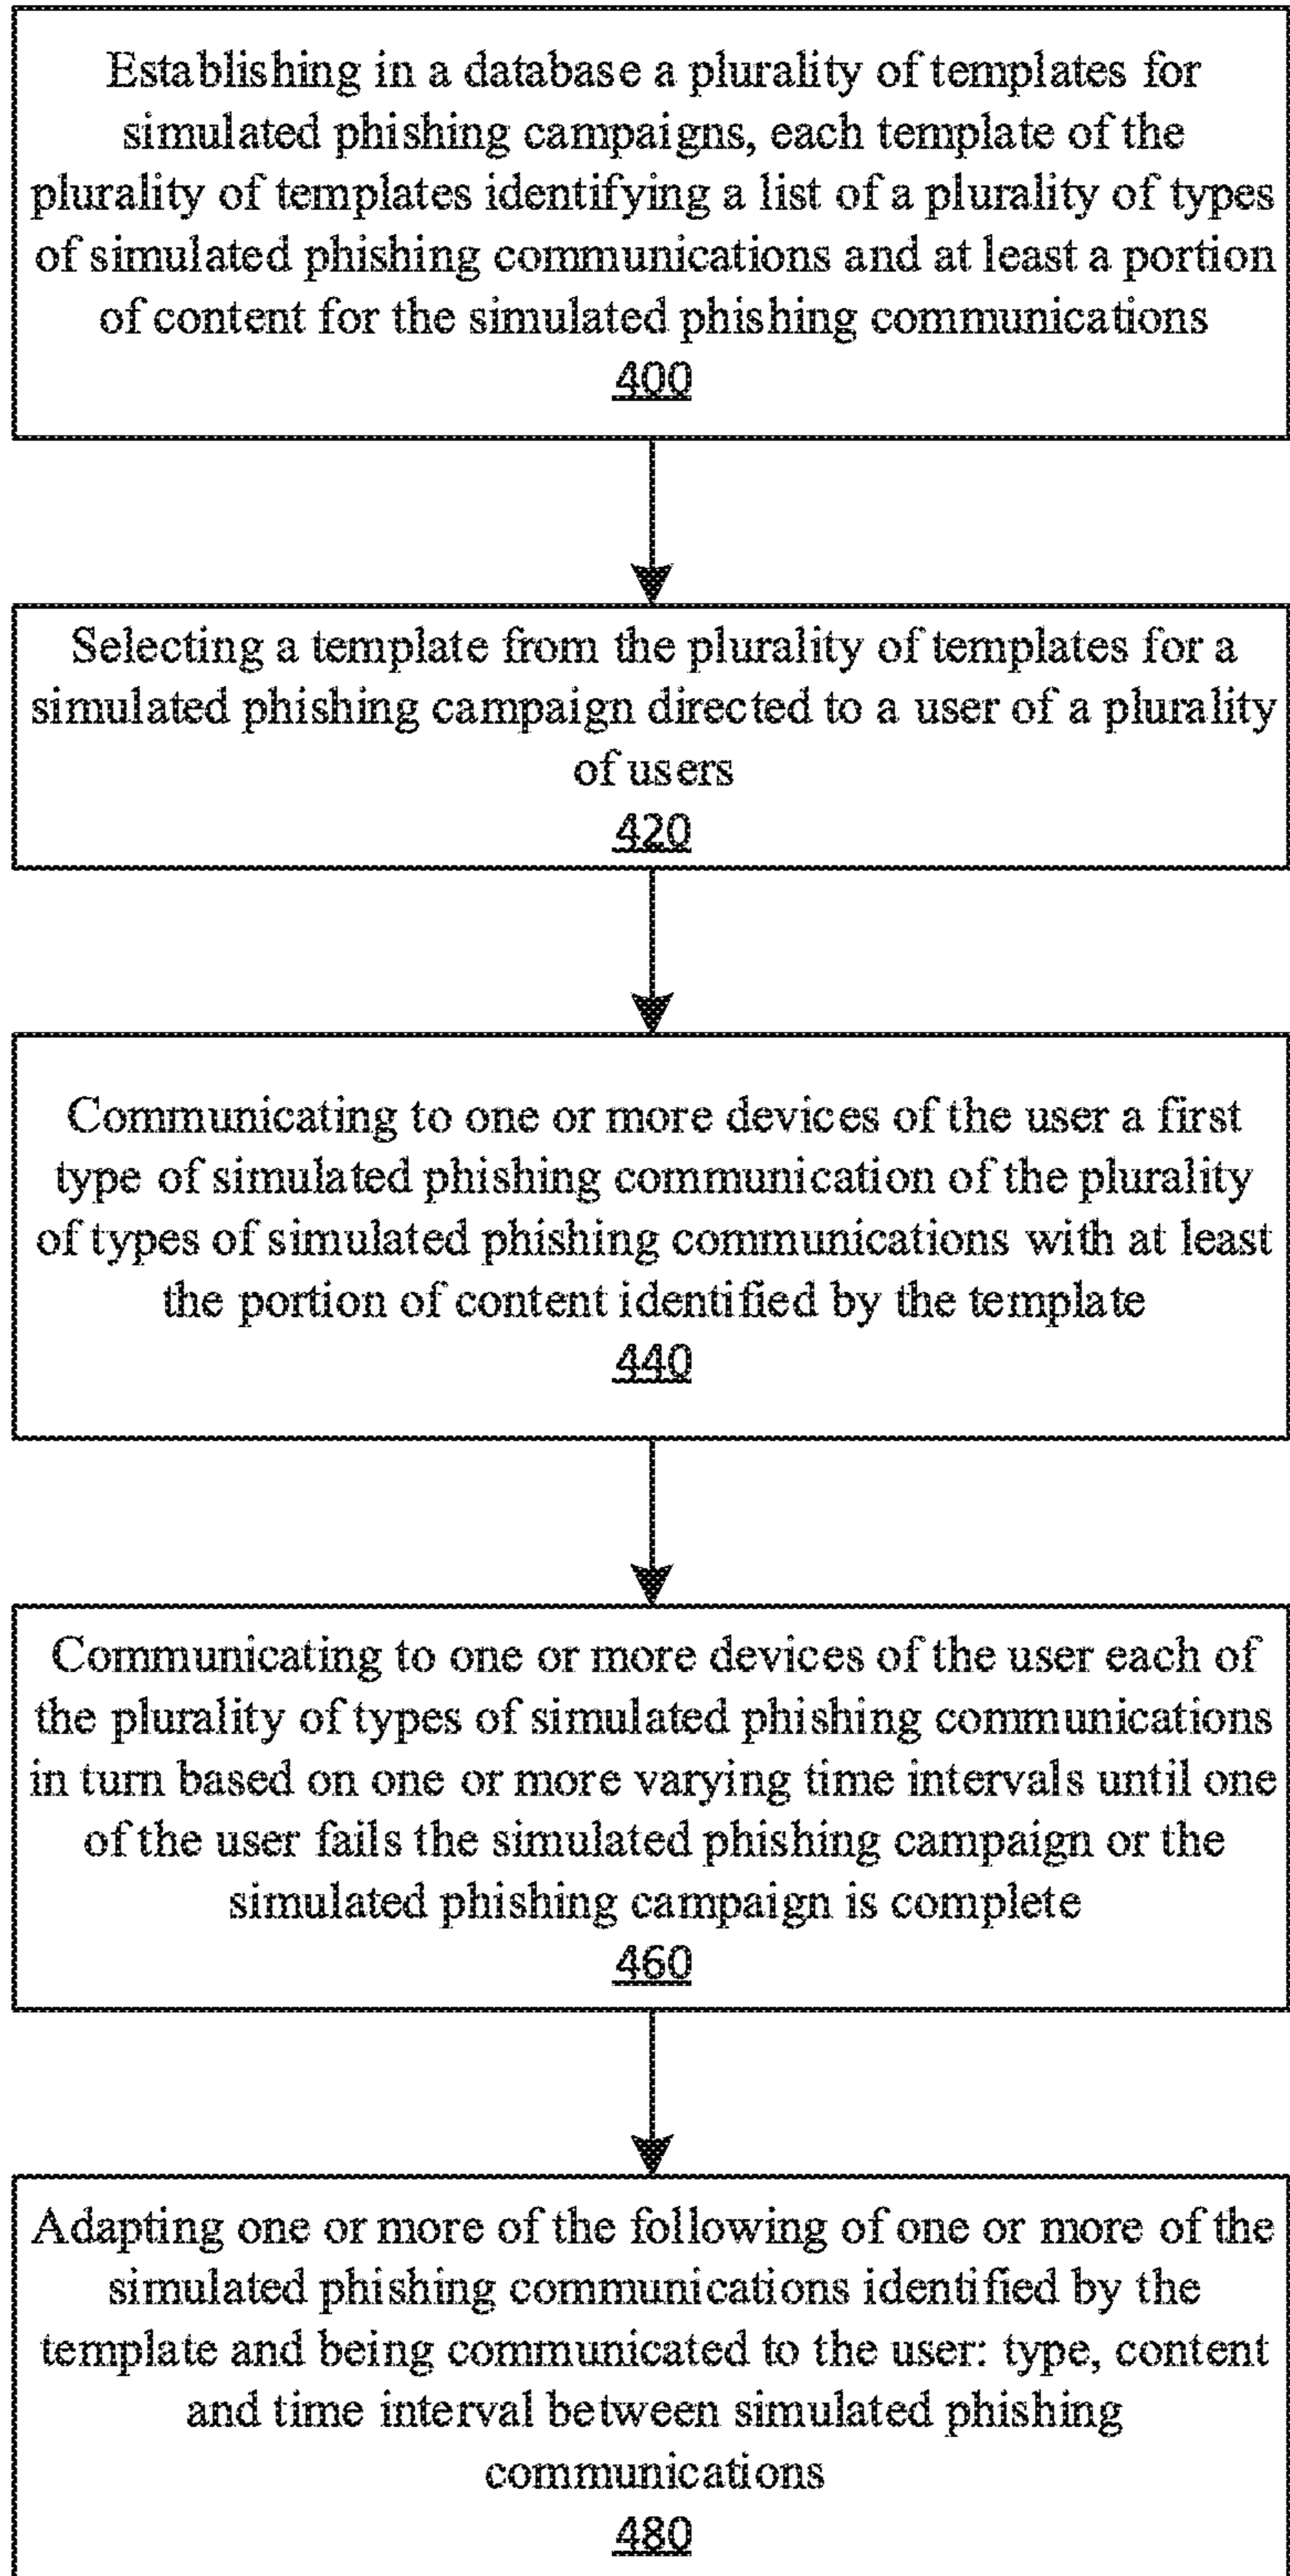 Establishing in a database a plurality of templates for
simulated phishing campaigns, each template of the
plurality of templates identifying a list of a plurality of types
of simulated phishing communications and at least a portion
of content for the simulated phishing communications
400
Selecting a template from the plurality of templates for a
simulated phishing campaign directed to a user of a plurality
of users
420
Communicating to one or more devices of the user a first
type of simulated phishing communication of the plurality
of types of simulated phishing communications with at least
the portion of content identified by the template
440
Communicating to one or more devices of the user each of
the plurality of types of simulated phishing communications
in turn based on one or more varying time intervals until one
of the user fails the simulated phishing campaign or the
simulated phishing campaign is complete
460
Adapting one or more of the following of one or more of the
simulated phishing communications identified by the
template and being communicated to the user: type, content
and time interval between simulated phishing
communications
480